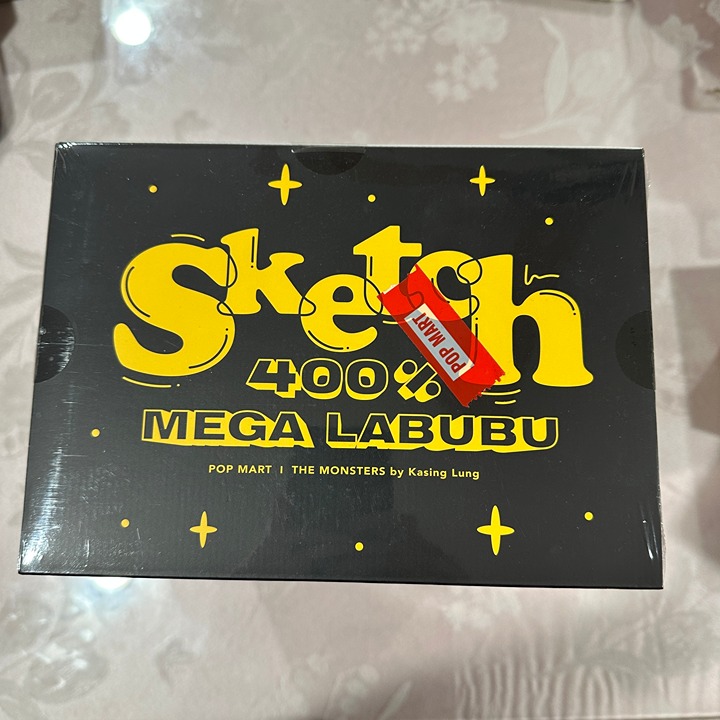 Sketch
POP MART
400%
MEGA LABUBU
POP MART | THE MONSTERS by Kasing Lung